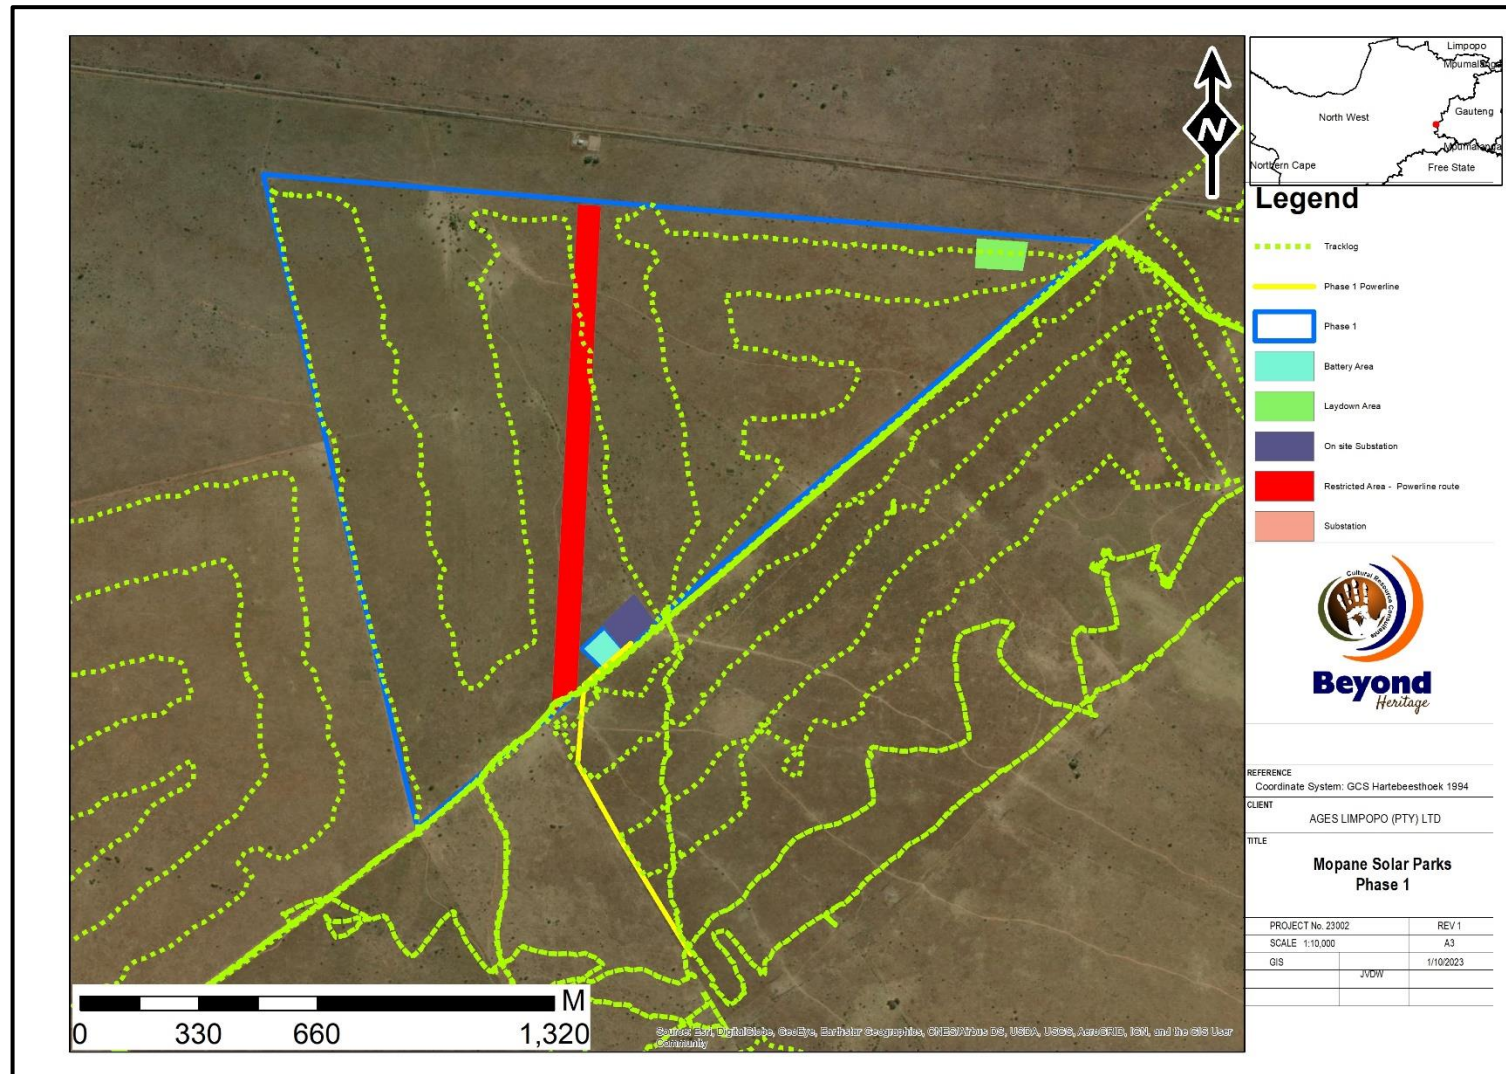 N
Limpopo
Mpumalanga
North West
Gauteng
Mpumalanga
Northern Cape
Free State
Legend
Tracklog
Phase 1 Powerline
Phase 1
Battery Area
Laydown Area
On site Substation
Restricted Area - Powerline route
Substation
Cultural Resource Consultants
Beyond
Heritage
REFERENCE
Coordinate System: GCS Hartebeesthoek 1994
CLIENT
AGES LIMPOPO (PTY) LTD
TITLE
Mopane Solar Parks
Phase 1
PROJECT No. 23002 REV 1
SCALE 1:10,000 A3
GIS 1/10/2023
JVDW
M
0 330 660 1,320
Source: Esri, DigitalGlobe, GeoEye, Earthstar Geographics, CNES/Airbus DS, USDA, USGS, AeroGRID, IGN, and the GIS User
Community